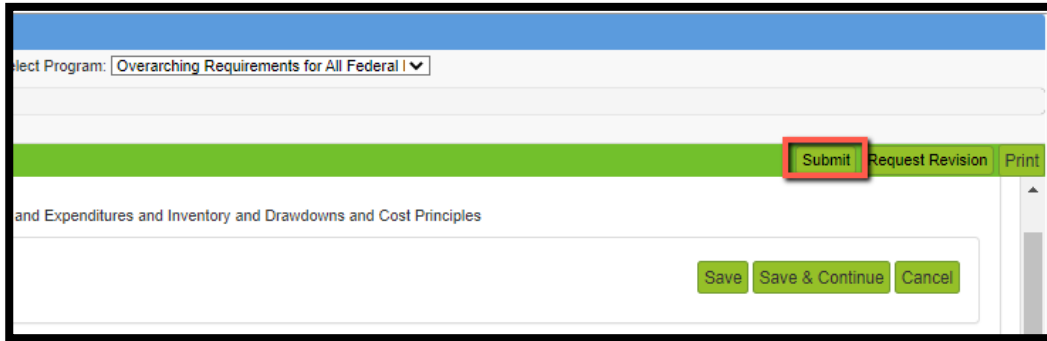 elect Program: Overarching Requirements for All Federal
Submit Request Revision Print
and Expenditures and Inventory and Drawdowns and Cost Principles
Save Save & Continue Cancel